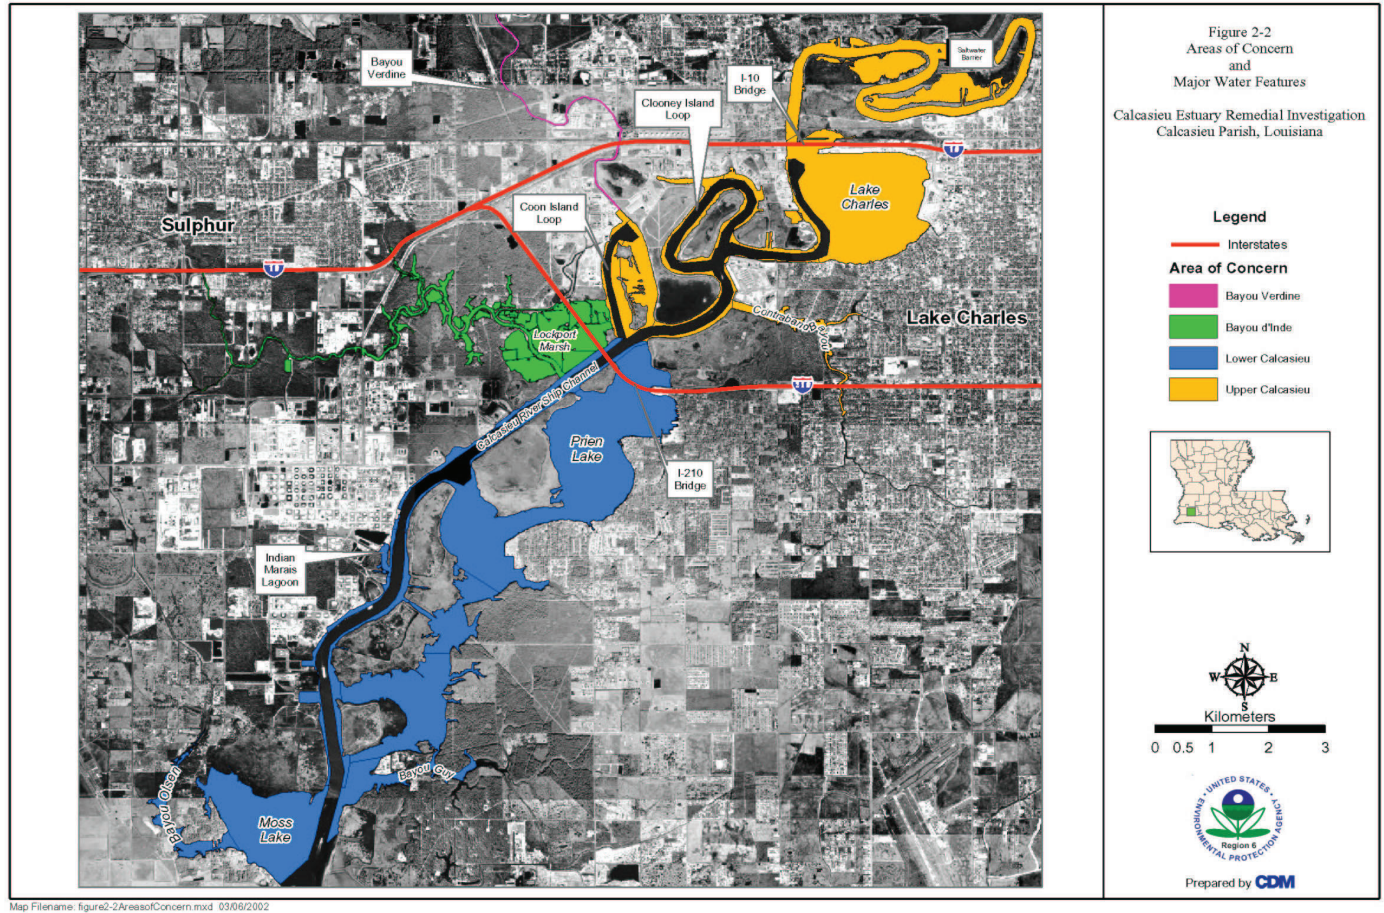 Bayou
Verdine
I-10
Bridge
Clooney Island
Loop
Saltwater
Barrier
Coon Island
Loop
Lake
Charles
Sulphur
10
Lockport
Marsh
Contraband Bayou
Lake Charles
Calcasieu River Ship Channel
Prien
Lake
I-210
Bridge
Indian
Marais
Lagoon
Bayou Guy
Bayou Olsen
Moss
Lake
Figure 2-2
Areas of Concern
and
Major Water Features
Calcasieu Estuary Remedial Investigation
Calcasieu Parish, Louisiana
Legend
Interstates
Area of Concern
Bayou Verdine
Bayou d'Inde
Lower Calcasieu
Upper Calcasieu
N
W E
S
Kilometers
0 0.5 1 2 3
UNITED STATES
ENVIRONMENTAL PROTECTION AGENCY
Region 6
Prepared by CDM
Map Filename: figure2-2AreasofConcern.mxd 03/06/2002